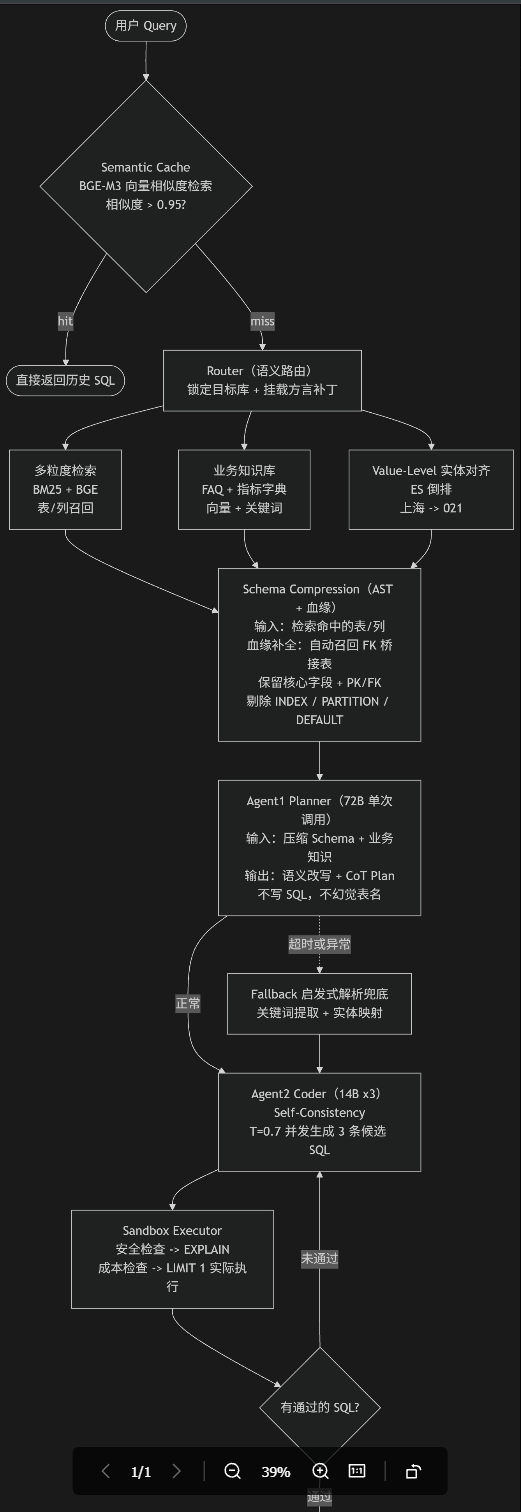 用户 Query
Semantic Cache
BGE-M3 向量相似度检索
相似度 > 0.95?
hit
miss
直接返回历史 SQL
Router（语义路由）
锁定目标库 + 挂载方言补丁
多粒度检索
BM25 + BGE
表/列召回
业务知识库
FAQ + 指标字典
向量 + 关键词
Value-Level 实体对齐
ES 倒排
上海 -> 021
Schema Compression（AST
+ 血缘）
输入：检索命中的表/列
血缘补全：自动召回 FK 桥
接表
保留核心字段 + PK/FK
剔除 INDEX / PARTITION /
DEFAULT
Agent1 Planner（72B 单次
调用）
输入：压缩 Schema + 业务
知识
输出：语义改写 + CoT Plan
不写 SQL，不幻觉表名
超时或异常
正常
Fallback 启发式解析兜底
关键词提取 + 实体映射
Agent2 Coder（14B x3）
Self-Consistency
T=0.7 并发生成 3 条候选
SQL
Sandbox Executor
安全检查 -> EXPLAIN
成本检查 -> LIMIT 1 实际执
行
未通过
有通过的 SQL?
1/1
39%
1:1
通过